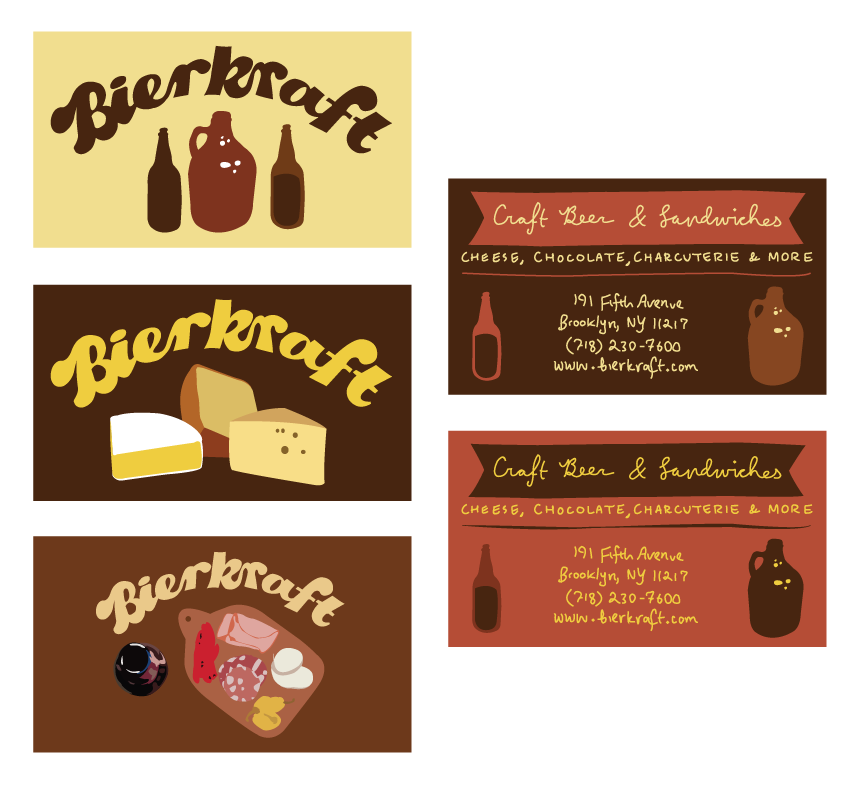 Bierkraft
Bierkraft
Bierkraft
Craft Beer & Sandwiches
CHEESE, CHOCOLATE, CHARCUTERIE & MORE
191 Fifth Avenue
Brooklyn, NY 11217
(718) 230-7600
www.bierkraft.com
Craft Beer & Sandwiches
CHEESE, CHOCOLATE, CHARCUTERIE & MORE
191 Fifth Avenue
Brooklyn, NY 11217
(718) 230-7600
www.bierkraft.com